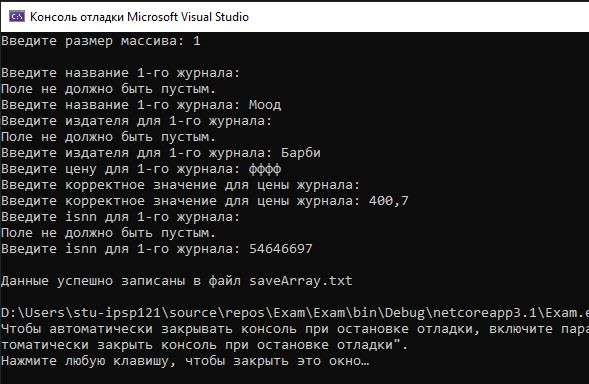 Консоль отладки Microsoft Visual Studio
Введите размер массива: 1
Введите название 1-го журнала:
Поле не должно быть пустым.
Введите название 1-го журнала: Моод
Введите издателя для 1-го журнала:
Поле не должно быть пустым.
Введите издателя для 1-го журнала: Барби
Введите цену для 1-го журнала: фффф
Введите корректное значение для цены журнала:
Введите корректное значение для цены журнала: 400,7
Введите isnn для 1-го журнала:
Поле не должно быть пустым.
Введите isnn для 1-го журнала: 54646697
Данные успешно записаны в файл saveArray.txt
D:\Users\stu-ipsp121\source\repos\Exam\Exam\bin\Debug\netcoreapp3.1\Exam.e
Чтобы автоматически закрывать консоль при остановке отладки, включите пара
томатически закрыть консоль при остановке отладки".
Нажмите любую клавишу, чтобы закрыть это окно…